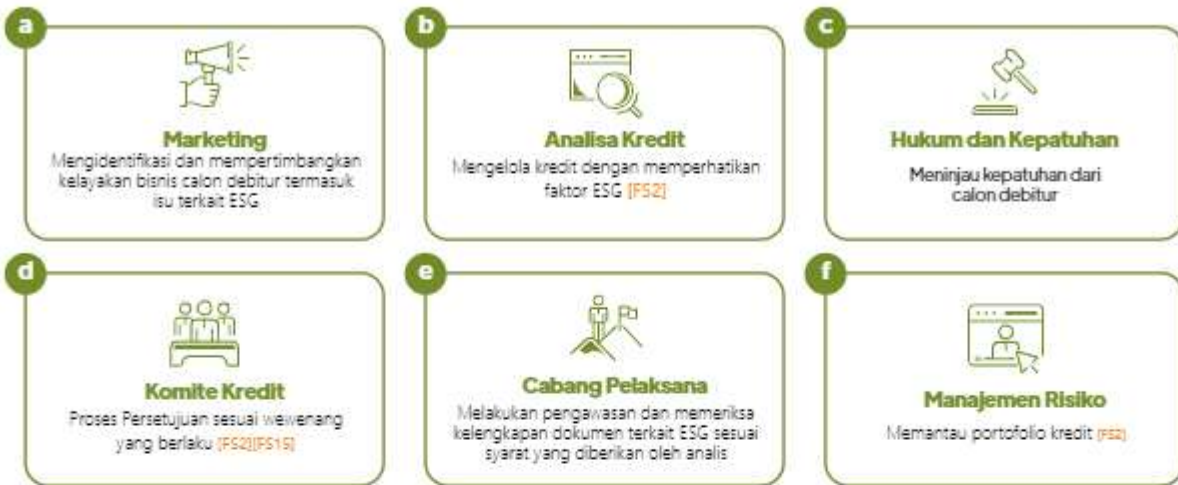 a
Marketing
Mengidentifikasi dan mempertimbangkan
kelayakan bisnis calon debitur termasuk
isu terkait ESG
b
Analisa Kredit
Mengelola kredit dengan memperhatikan
faktor ESG [FS2]
c
Hukum dan Kepatuhan
Meninjau kepatuhan dari
calon debitur
d
Komite Kredit
Proses Persetujuan sesuai wewenang
yang berlaku [FS2][FS15]
e
Cabang Pelaksana
Melakukan pengawasan dan memeriksa
kelengkapan dokumen terkait ESG sesuai
syarat yang diberikan oleh analis
f
Manajemen Risiko
Memantau portofolio kredit [FS2]